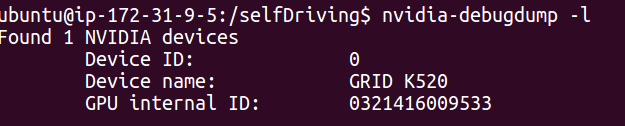 ubuntu@ip-172-31-9-5:/selfDriving$ nvidia-debugdump -l
Found 1 NVIDIA devices
Device ID: 0
Device name: GRID K520
GPU internal ID: 0321416009533